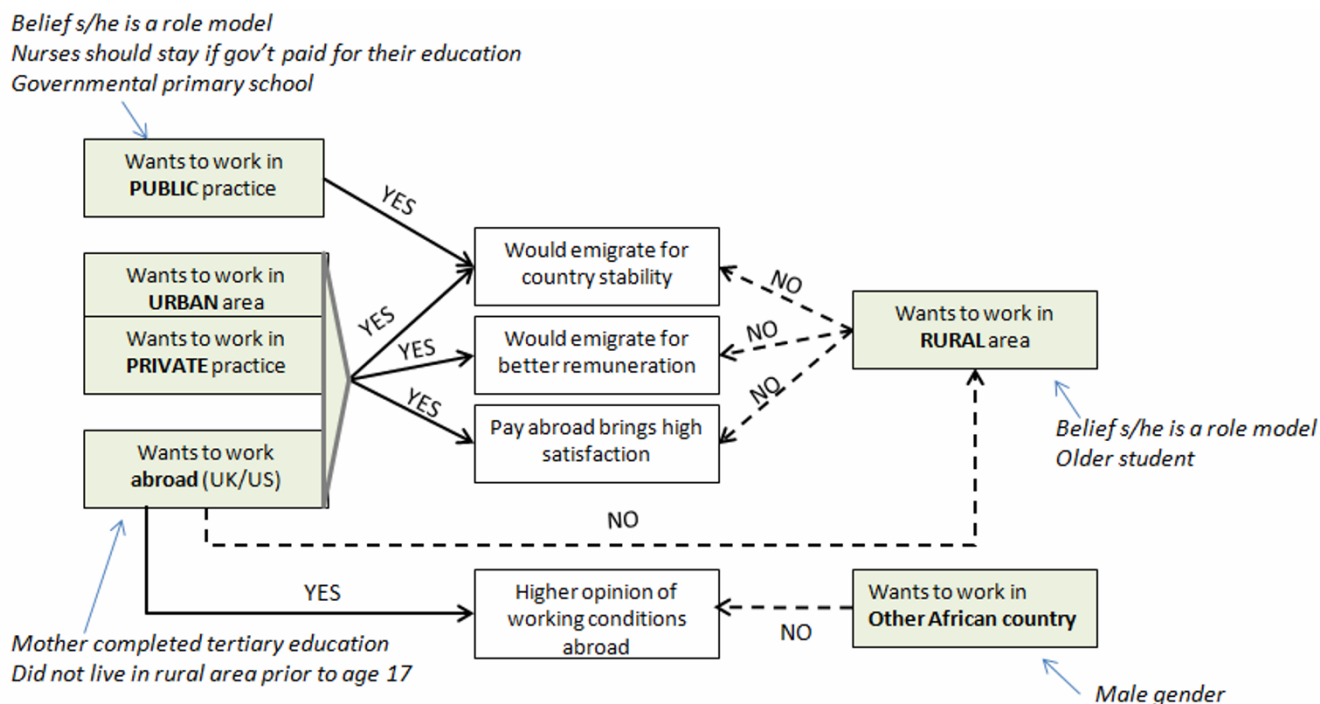 Belief s/he is a role model
Nurses should stay if gov't paid for their education
Governmental primary school
Wants to work in
PUBLIC practice
YES
Wants to work in
URBAN area
Wants to work in
PRIVATE practice
Wants to work
abroad (UK/US)
YES
YES
YES
Would emigrate for
country stability
Would emigrate for
better remuneration
Pay abroad brings high
satisfaction
NO
NO
NO
Wants to work in
RURAL area
Belief s/he is a role model
Older student
NO
YES
Higher opinion of
working conditions
abroad
NO
Wants to work in
Other African country
Mother completed tertiary education
Did not live in rural area prior to age 17
Male gender